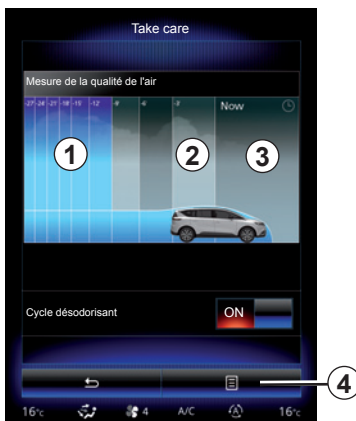 Take care
Mesure de la qualité de l'air
-27' -24' -21' -18' -15' -12' -9' -6' -3' Now
1 2 3
Cycle désodorisant ON
4
16°c 4 A/C 16°c